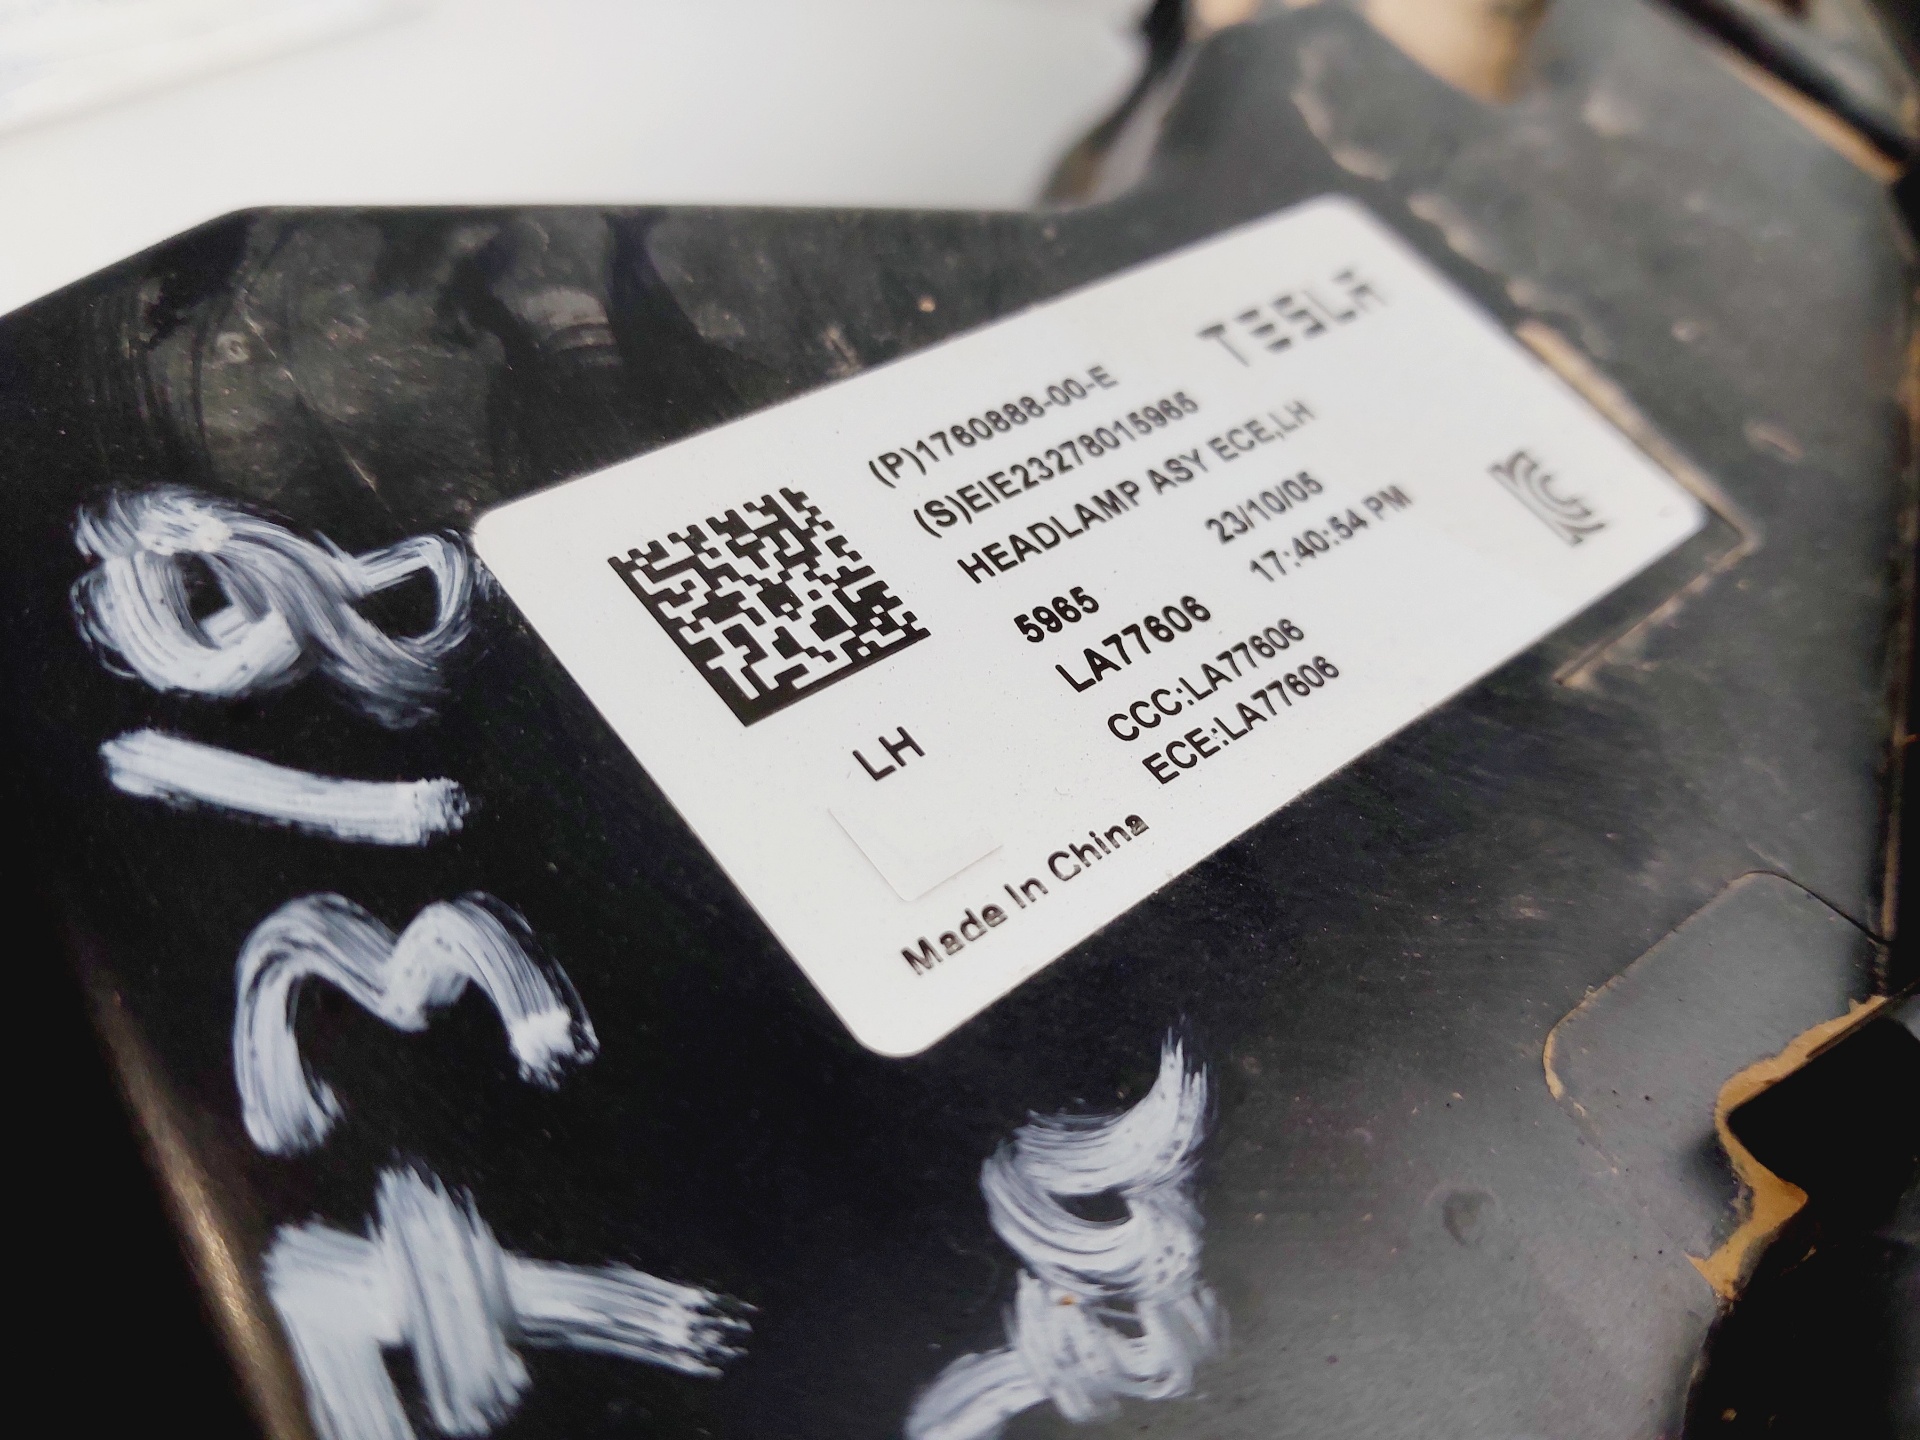 TESLA
(P)1760888-00-E
(S)EIE23278015965
HEADLAMP ASY ECE,LH
23/10/05
17:40:54 PM
5965
LA77606
CCC:LA77606
ECE:LA77606
LH
Made In China